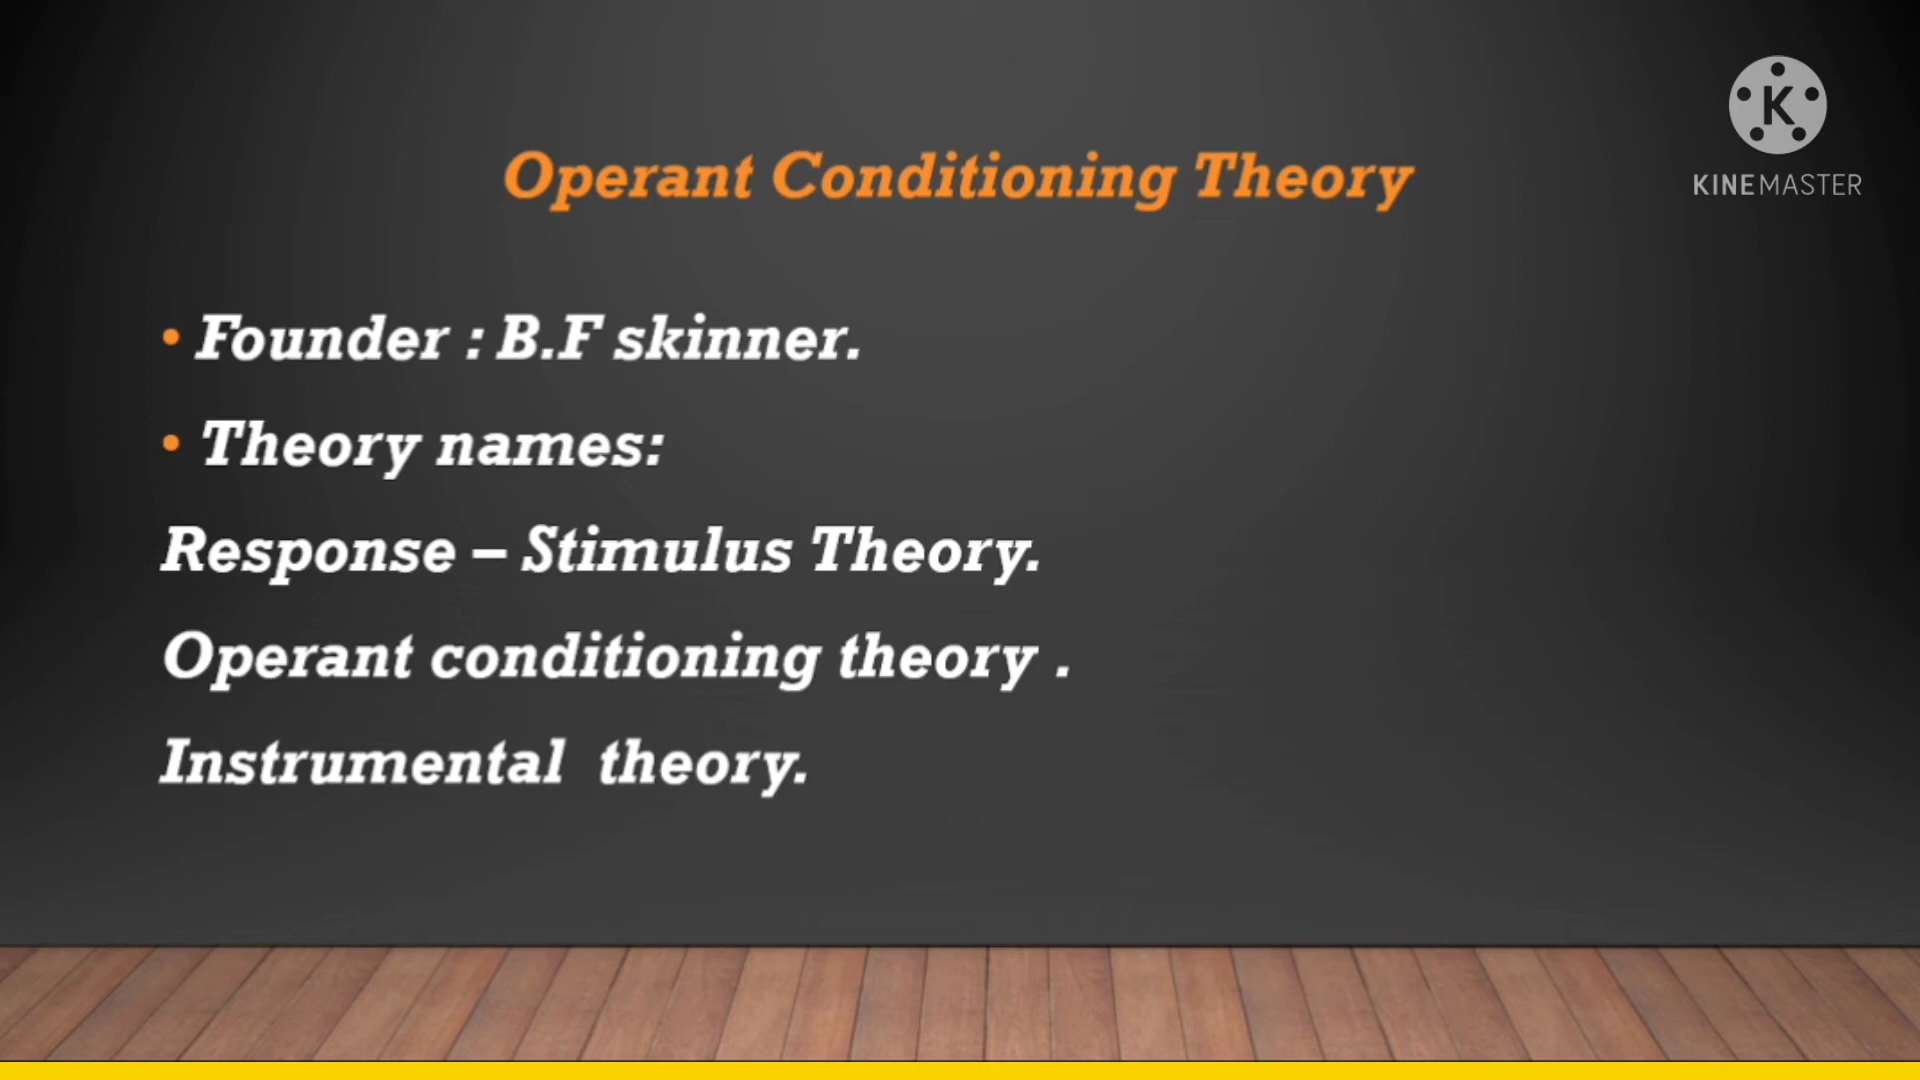 K
KINEMASTER
Operant Conditioning Theory
• Founder : B.F skinner.
• Theory names:
Response – Stimulus Theory.
Operant conditioning theory .
Instrumental  theory.